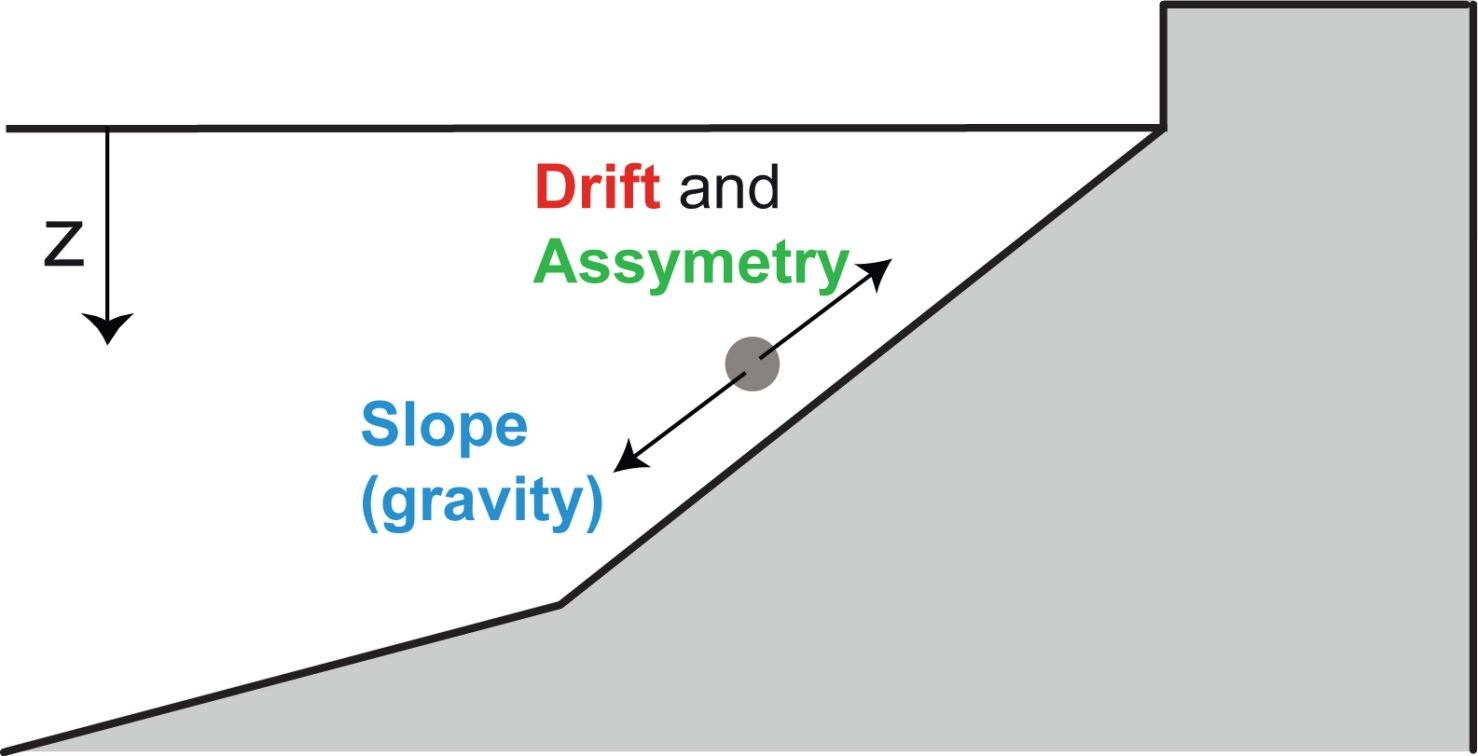 Z
Drift and
Assymetry
Slope
(gravity)